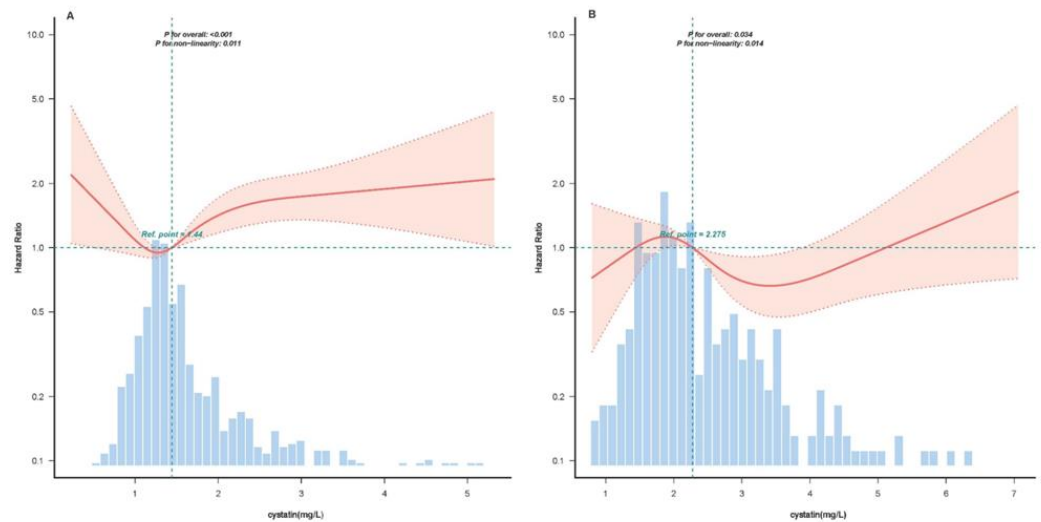 A
P for overall: <0.001
P for non−linearity: 0.011
10.0
5.0
2.0
1.0
0.5
0.2
0.1
Hazard Ratio
Ref. point = 1.44
1 2 3 4 5
cystatin(mg/L)
B
P for overall: 0.034
P for non−linearity: 0.014
10.0
5.0
2.0
1.0
0.5
0.2
0.1
Hazard Ratio
Ref. point = 2.275
1 2 3 4 5 6 7
cystatin(mg/L)